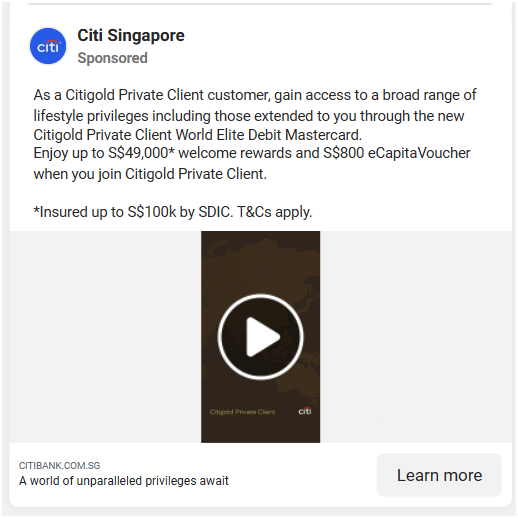 citi
Citi Singapore
Sponsored
As a Citigold Private Client customer, gain access to a broad range of
lifestyle privileges including those extended to you through the new
Citigold Private Client World Elite Debit Mastercard.
Enjoy up to S$49,000* welcome rewards and S$800 eCapitaVoucher
when you join Citigold Private Client.
*Insured up to S$100k by SDIC. T&Cs apply.
Citigold Private Client
citi
CITIBANK.COM.SG
A world of unparalleled privileges await
Learn more